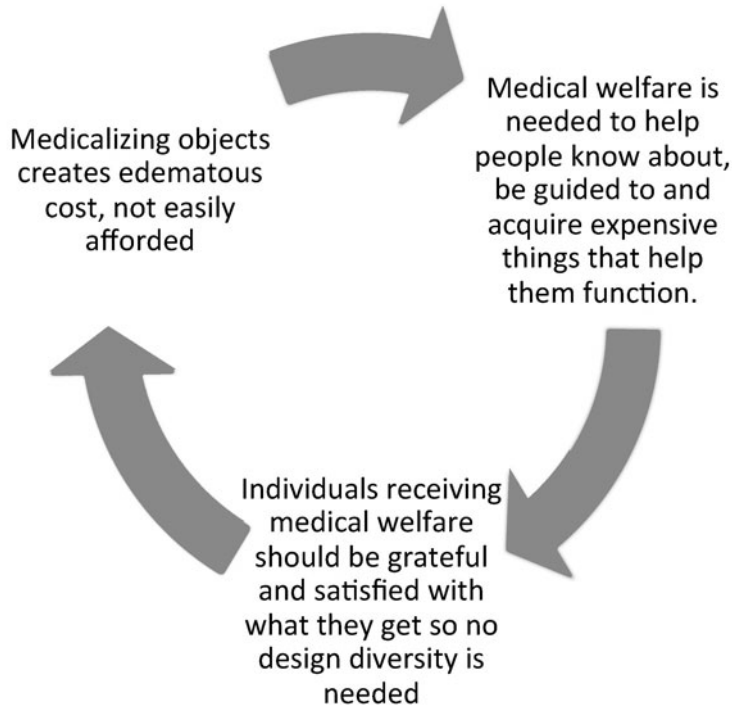 Medicalizing objects
creates edematous
cost, not easily
afforded
Medical welfare is
needed to help
people know about,
be guided to and
acquire expensive
things that help
them function.
Individuals receiving
medical welfare
should be grateful
and satisfied with
what they get so no
design diversity is
needed